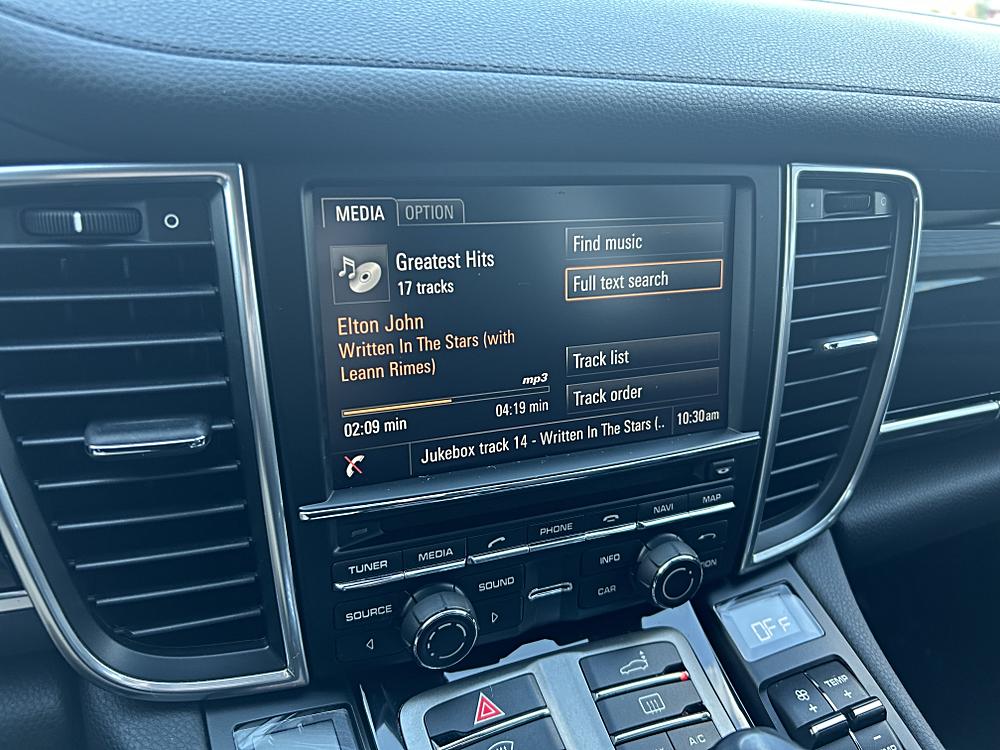 MEDIA
OPTION
Greatest Hits
17 tracks
Find music
Full text search
Elton John
Written In The Stars (with
Leann Rimes)
Track list
mp3
Track order
02:09 min
04:19 min
Jukebox track 14 - Written In The Stars (..
10:30am
TUNER
MEDIA
PHONE
NAVI
MAP
SOURCE
SOUND
INFO
CAR
OFF
TEMP
+
+
A/C
-